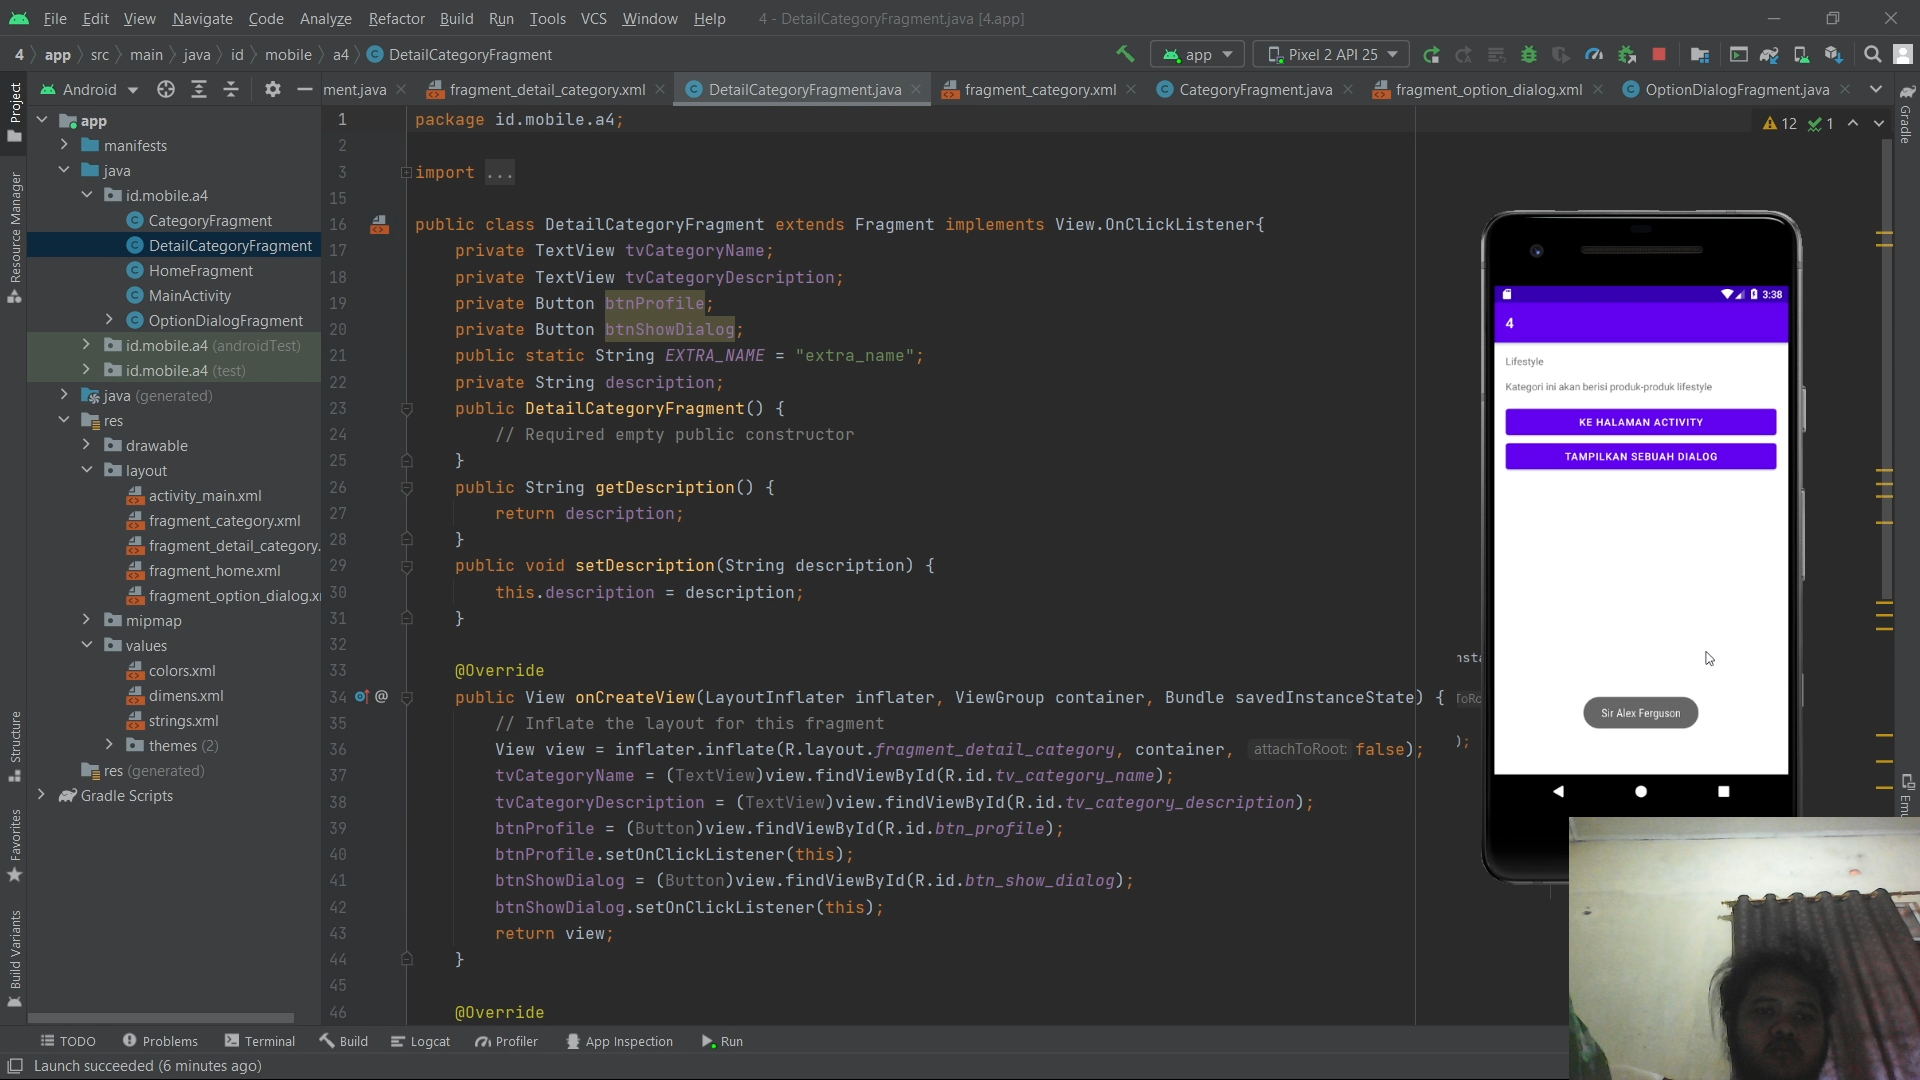 File Edit View Navigate Code Analyze Refactor Build Run Tools VCS Window Help 4 - DetailCategoryFragment.java [4.app]
4 app src main java id mobile a4 DetailCategoryFragment app Pixel 2 API 25
Project Android ment.java fragment_detail_category.xml DetailCategoryFragment.java fragment_category.xml CategoryFragment.java fragment_option_dialog.xml OptionDialogFragment.java Gradle
Resource Manager
Structure
Favorites
Build Variants
app
manifests
java
id.mobile.a4
CategoryFragment
DetailCategoryFragment
HomeFragment
MainActivity
OptionDialogFragment
id.mobile.a4 (androidTest)
id.mobile.a4 (test)
java (generated)
res
drawable
layout
activity_main.xml
fragment_category.xml
fragment_detail_category.
fragment_home.xml
fragment_option_dialog.x
mipmap
values
colors.xml
dimens.xml
strings.xml
themes (2)
res (generated)
Gradle Scripts
12 1
1 package id.mobile.a4;
2
3 import ...
15
16 public class DetailCategoryFragment extends Fragment implements View.OnClickListener{
17 private TextView tvCategoryName;
18 private TextView tvCategoryDescription;
19 private Button btnProfile;
20 private Button btnShowDialog;
21 public static String EXTRA_NAME = "extra_name";
22 private String description;
23 public DetailCategoryFragment() {
24 // Required empty public constructor
25 }
26 public String getDescription() {
27 return description;
28 }
29 public void setDescription(String description) {
30 this.description = description;
31 }
32
33 @Override
34 @ public View onCreateView(LayoutInflater inflater, ViewGroup container, Bundle savedInstanceState) {
35 // Inflate the layout for this fragment
36 View view = inflater.inflate(R.layout.fragment_detail_category, container, attachToRoot: false);
37 tvCategoryName = (TextView)view.findViewById(R.id.tv_category_name);
38 tvCategoryDescription = (TextView)view.findViewById(R.id.tv_category_description);
39 btnProfile = (Button)view.findViewById(R.id.btn_profile);
40 btnProfile.setOnClickListener(this);
41 btnShowDialog = (Button)view.findViewById(R.id.btn_show_dialog);
42 btnShowDialog.setOnClickListener(this);
43 return view;
44 }
45
46 @Override
nsta
ToRo
);
3:38
4
Lifestyle
Kategori ini akan berisi produk-produk lifestyle
KE HALAMAN ACTIVITY
TAMPILKAN SEBUAH DIALOG
Sir Alex Ferguson
Emu
TODO Problems Terminal Build Logcat Profiler App Inspection Run
Launch succeeded (6 minutes ago)